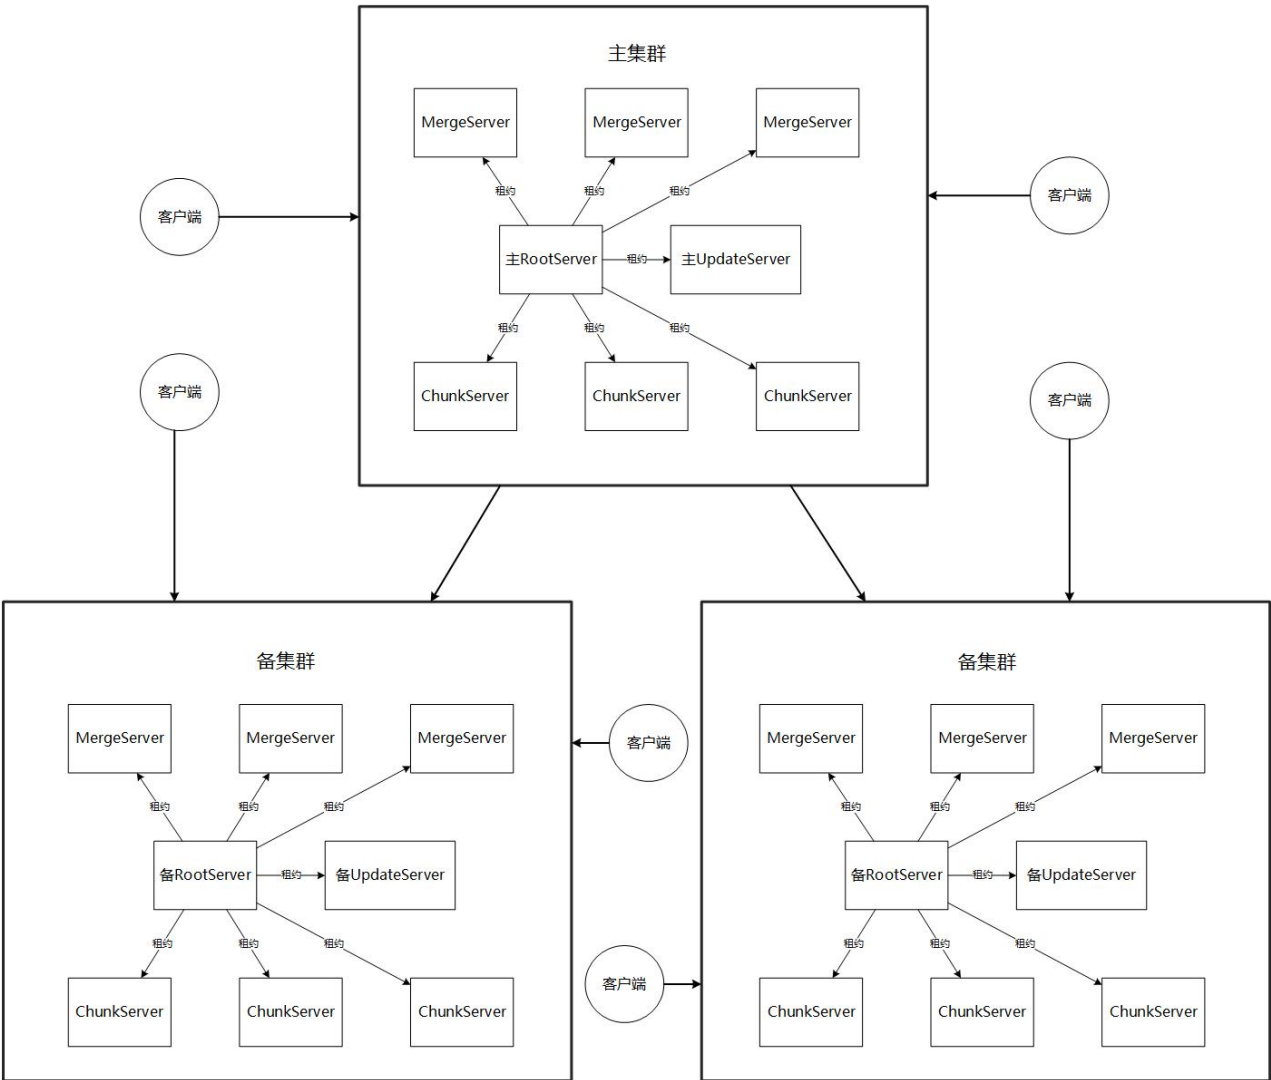 主集群
MergeServer
MergeServer
MergeServer
租约
租约
租约
客户端
客户端
主RootServer
租约
主UpdateServer
租约
租约
租约
客户端
客户端
ChunkServer
ChunkServer
ChunkServer
备集群
MergeServer
MergeServer
MergeServer
租约
租约
租约
备RootServer
租约
备UpdateServer
租约
租约
租约
ChunkServer
ChunkServer
ChunkServer
客户端
客户端
备集群
MergeServer
MergeServer
MergeServer
租约
租约
租约
备RootServer
租约
备UpdateServer
租约
租约
租约
ChunkServer
ChunkServer
ChunkServer